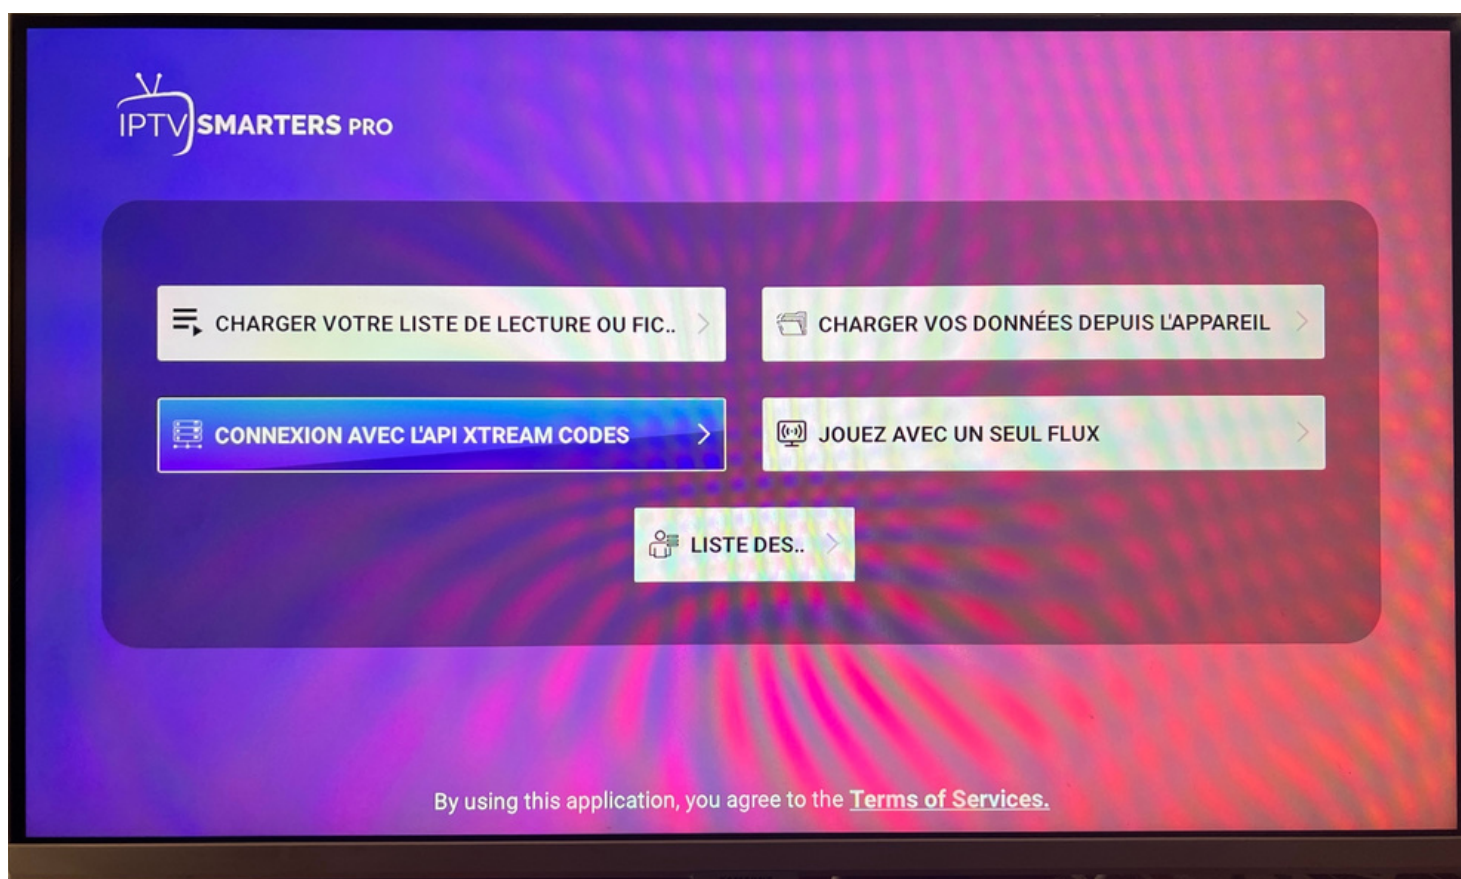 IPTV SMARTERS PRO
CHARGER VOTRE LISTE DE LECTURE OU FIC..
CHARGER VOS DONNÉES DEPUIS L'APPAREIL
CONNEXION AVEC L'API XTREAM CODES
JOUEZ AVEC UN SEUL FLUX
LISTE DES..
By using this application, you agree to the Terms of Services.